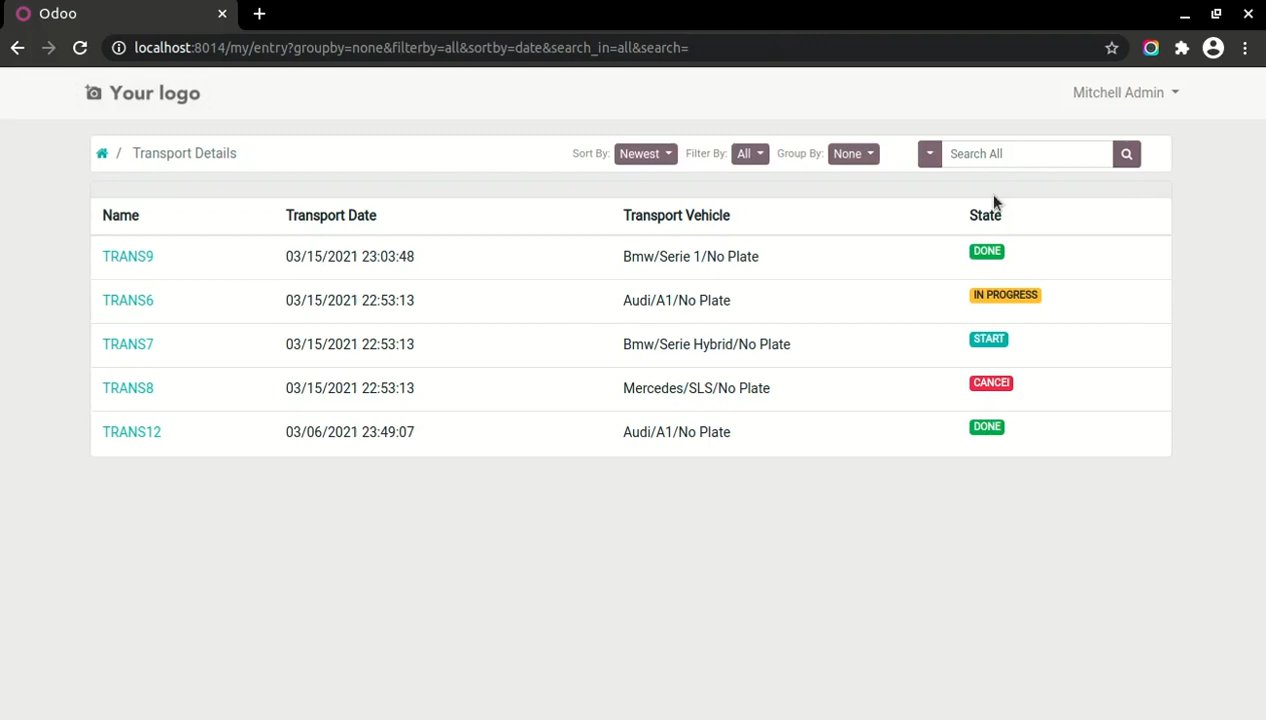 Odoo
localhost:8014/my/entry?groupby=none&filterby=all&sortby=date&search_in=all&search=
Your logo
Mitchell Admin
/ Transport Details
Sort By: Newest Filter By: All Group By: None Search All
Name Transport Date Transport Vehicle State
TRANS9 03/15/2021 23:03:48 Bmw/Serie 1/No Plate DONE
TRANS6 03/15/2021 22:53:13 Audi/A1/No Plate IN PROGRESS
TRANS7 03/15/2021 22:53:13 Bmw/Serie Hybrid/No Plate START
TRANS8 03/15/2021 22:53:13 Mercedes/SLS/No Plate CANCEl
TRANS12 03/06/2021 23:49:07 Audi/A1/No Plate DONE